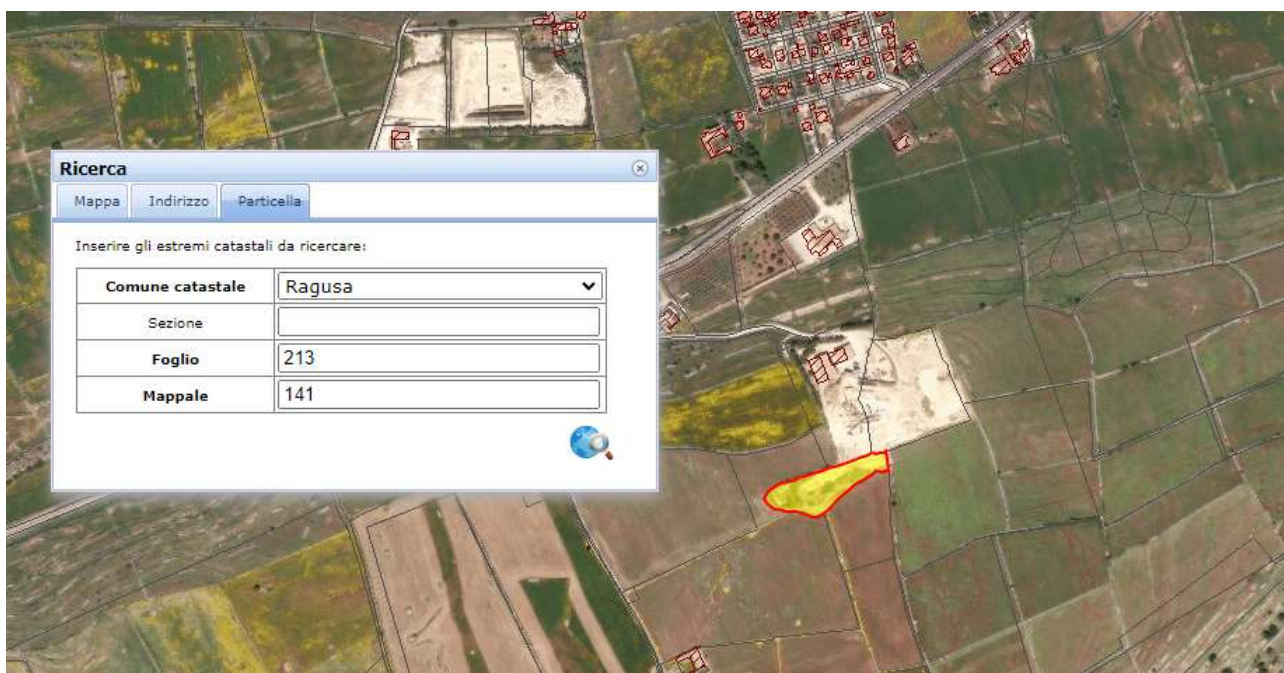 Ricerca
Mappa Indirizzo Particella
Inserire gli estremi catastali da ricercare:
Comune catastale Ragusa
Sezione
Foglio 213
Mappale 141